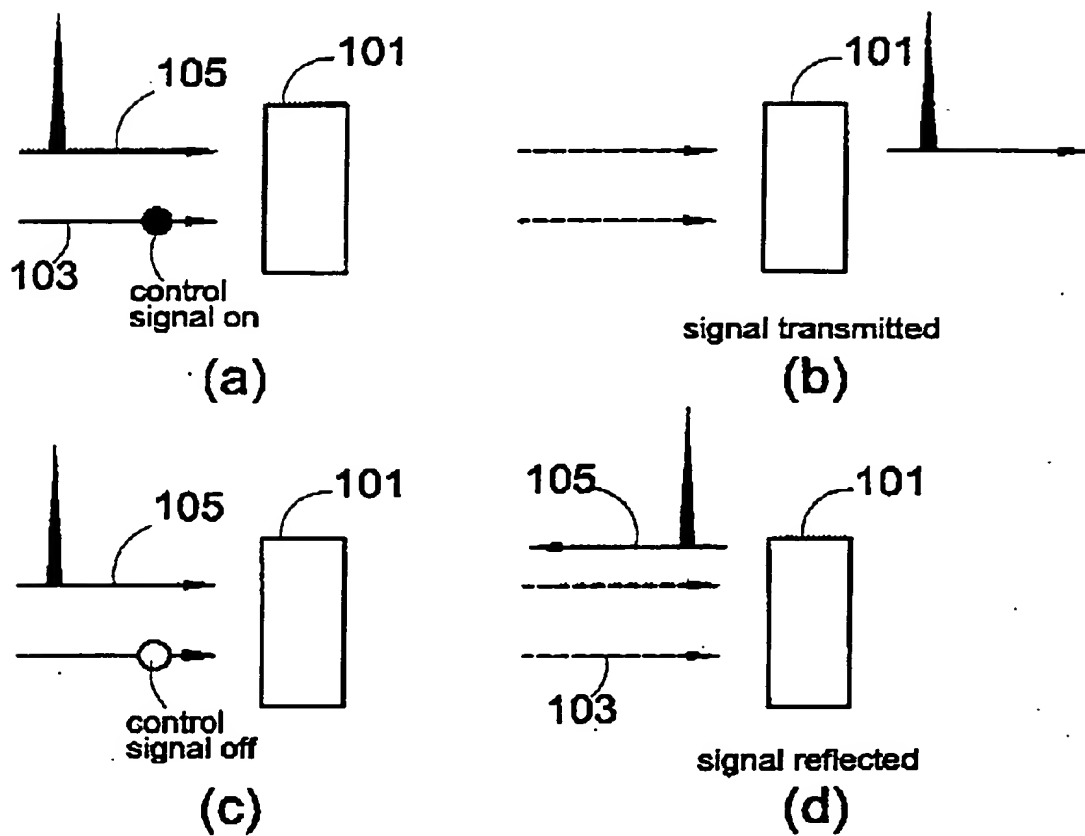 105
101
103
control
signal on
(a)
101
signal transmitted
(b)
105
101
control
signal off
(c)
105
101
103
signal reflected
(d)